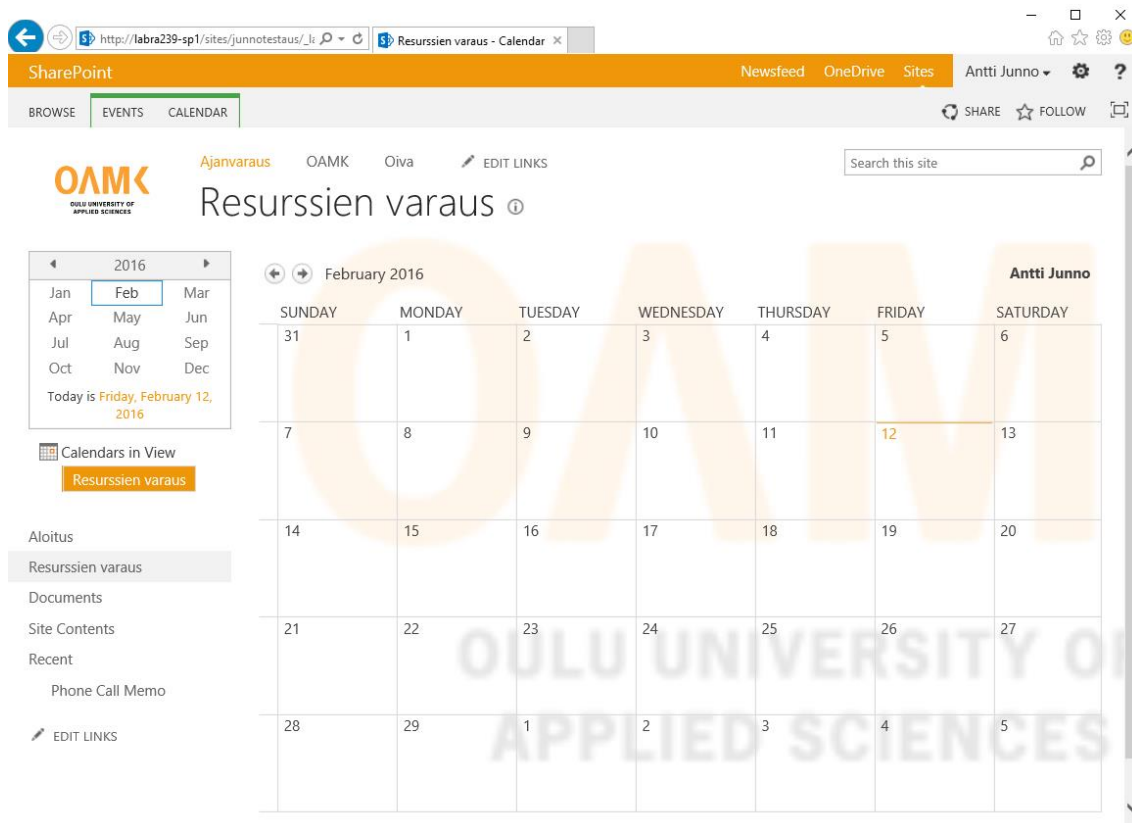 http://labra239-sp1/sites/junnotestaus/_la
Resurssien varaus - Calendar
SharePoint
Newsfeed OneDrive Sites Antti Junno ?
BROWSE EVENTS CALENDAR
SHARE FOLLOW
OAMK
OULU UNIVERSITY OF
APPLIED SCIENCES
Ajanvaraus OAMK Oiva EDIT LINKS
Search this site
Resurssien varaus
2016
Jan Feb Mar
Apr May Jun
Jul Aug Sep
Oct Nov Dec
Today is Friday, February 12,
2016
Calendars in View
Resurssien varaus
Aloitus
Resurssien varaus
Documents
Site Contents
Recent
Phone Call Memo
EDIT LINKS
February 2016 Antti Junno
SUNDAY MONDAY TUESDAY WEDNESDAY THURSDAY FRIDAY SATURDAY
31 1 2 3 4 5 6
7 8 9 10 11 12 13
14 15 16 17 18 19 20
21 22 23 24 25 26 27
28 29 1 2 3 4 5
OAM
OULU UNIVERSITY OF
APPLIED SCIENCES